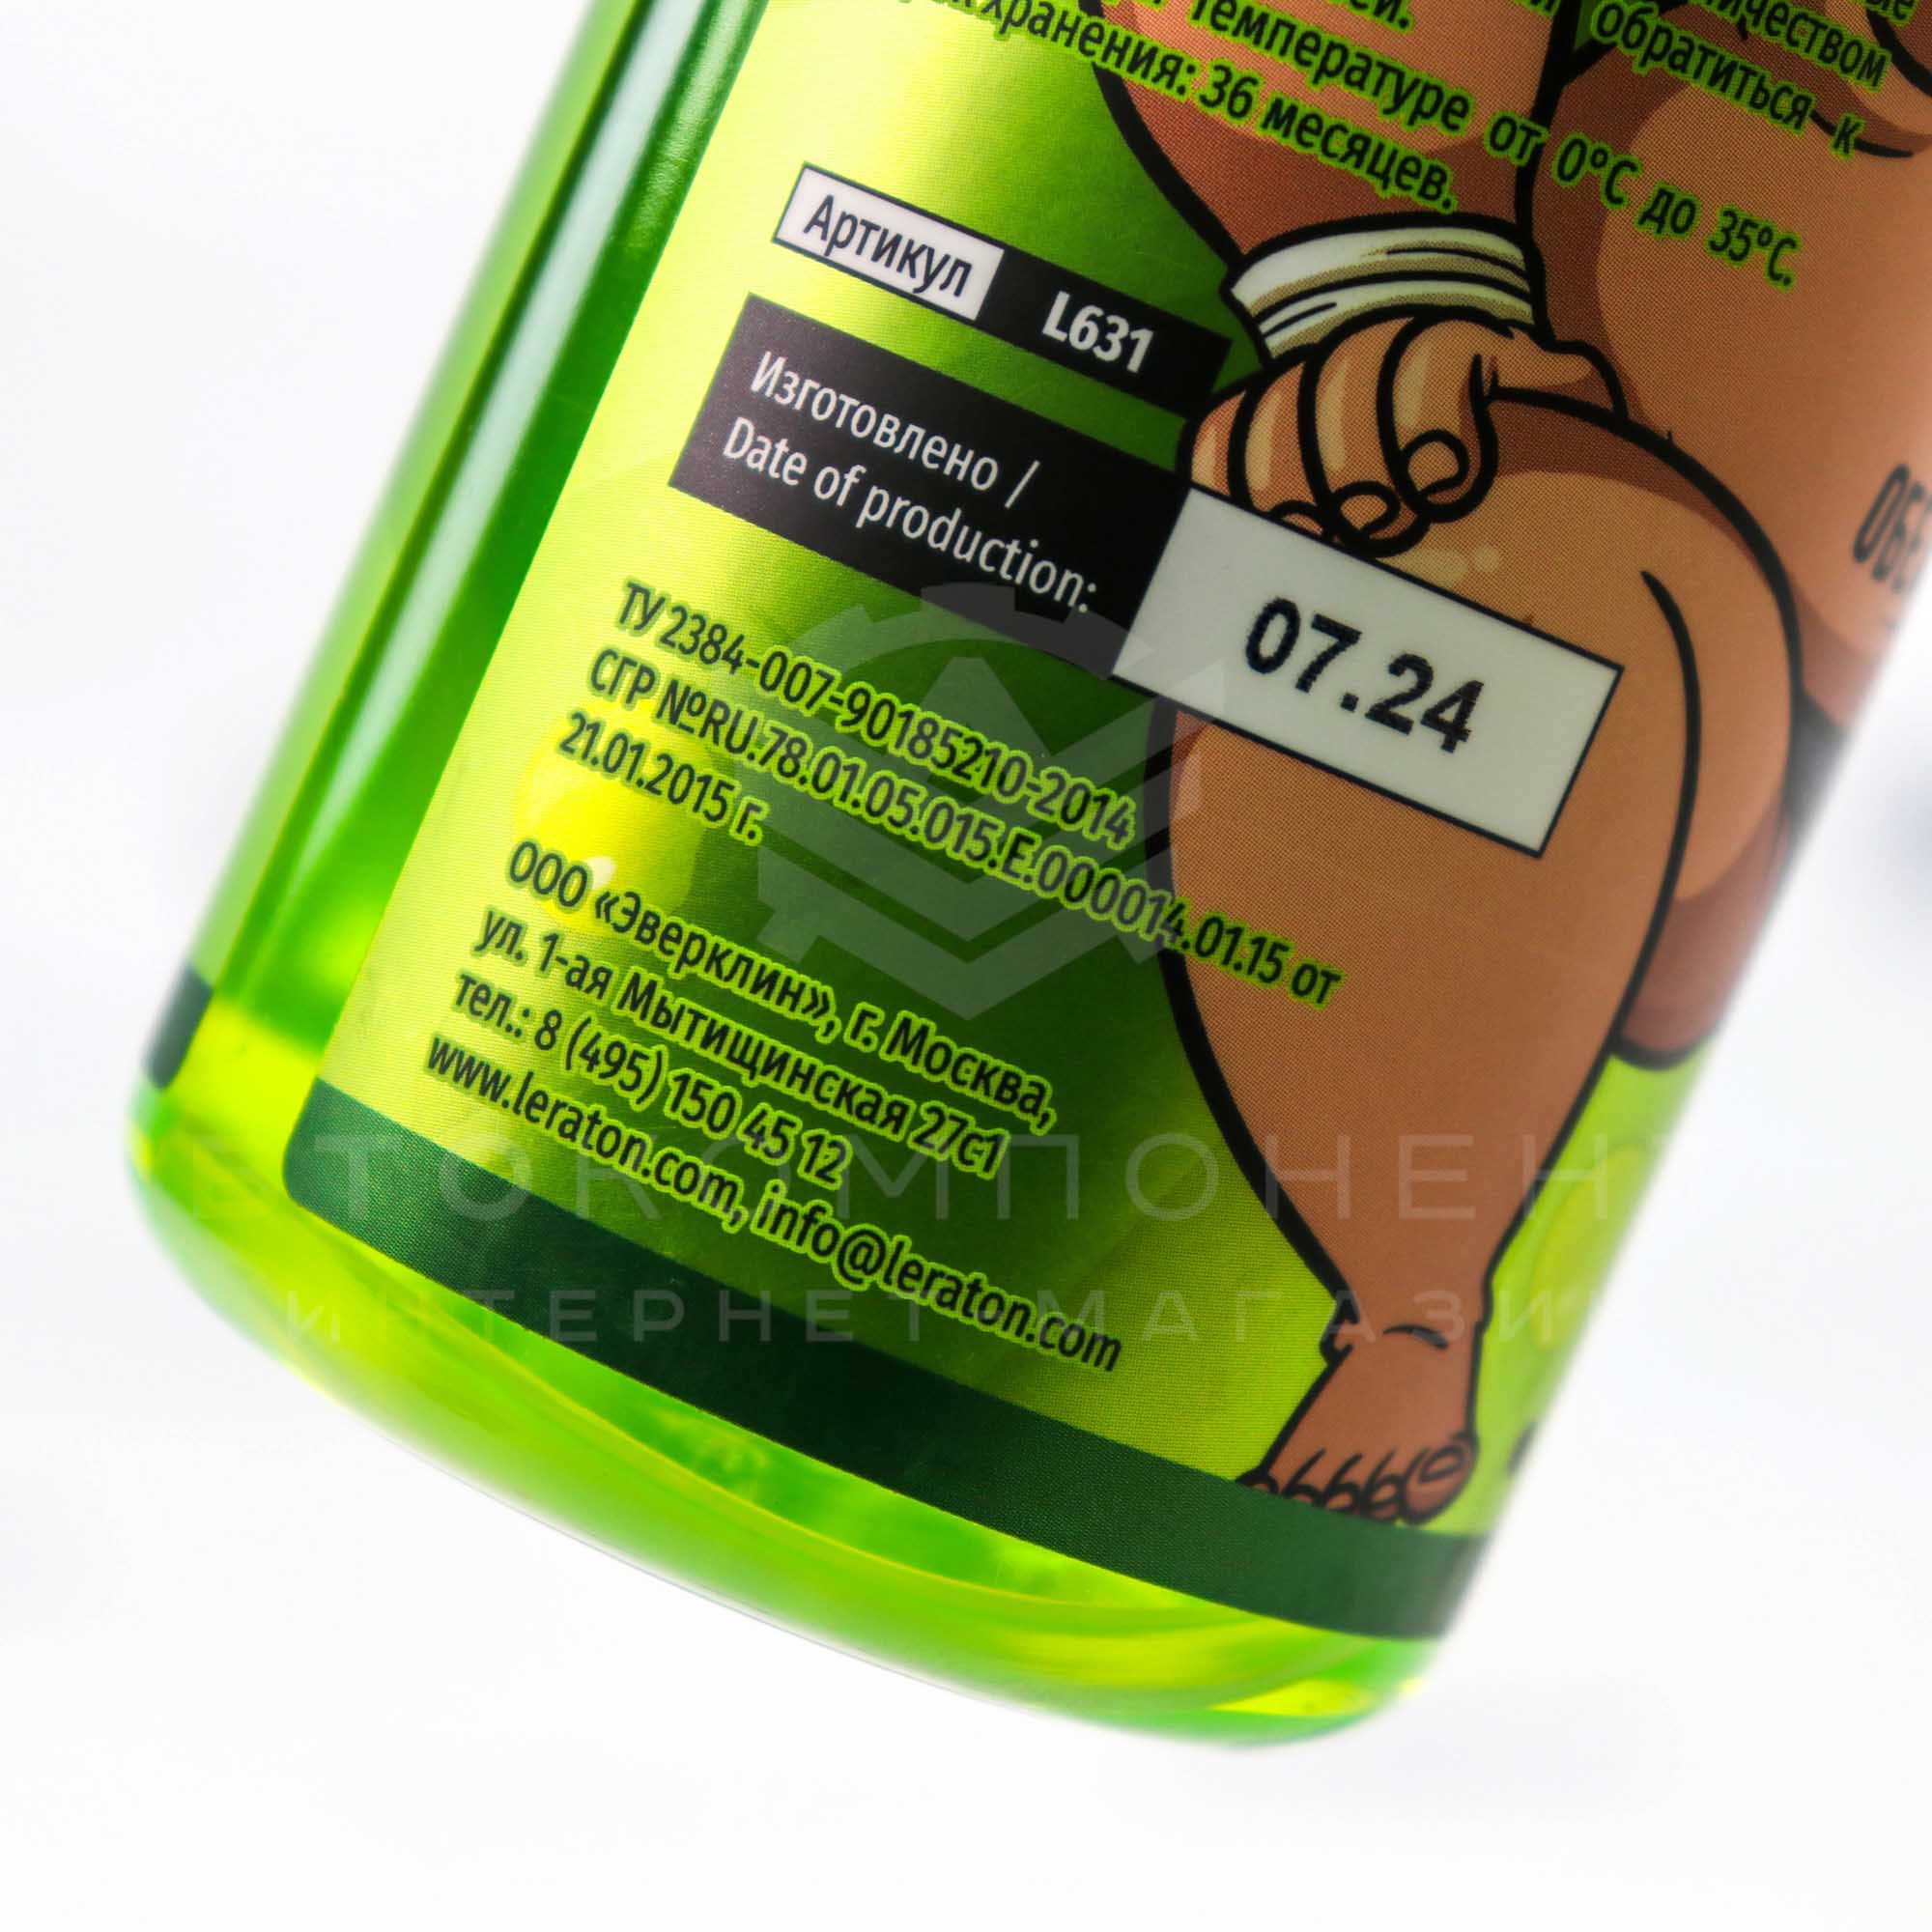 количеством
обратиться к
температуре от 0°C до 35°C.
хранения: 36 месяцев.
Артикул L631
Изготовлено /
Date of production:
07.24
ТУ 2384-007-90185210-2014
СГР №RU.78.01.05.015.E.000014.01.15 от
21.01.2015 г.
ООО «Эверклин», г. Москва,
ул. 1-ая Мытищинская 27с1
тел.: 8 (495) 150 45 12
www.leraton.com, info@leraton.com